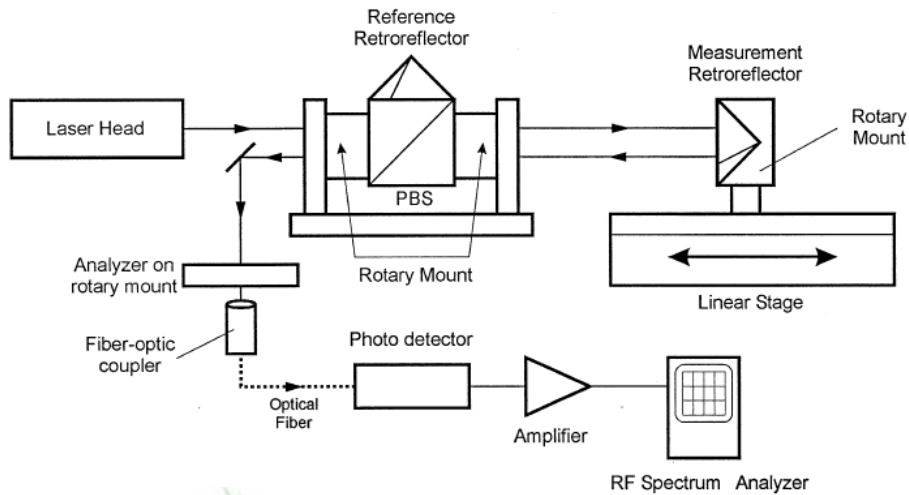 Reference
Retroreflector
Measurement
Retroreflector
Laser Head
Rotary
Mount
PBS
Analyzer on
rotary mount
Rotary Mount
Linear Stage
Fiber-optic
coupler
Photo detector
Optical
Fiber
Amplifier
RF Spectrum Analyzer